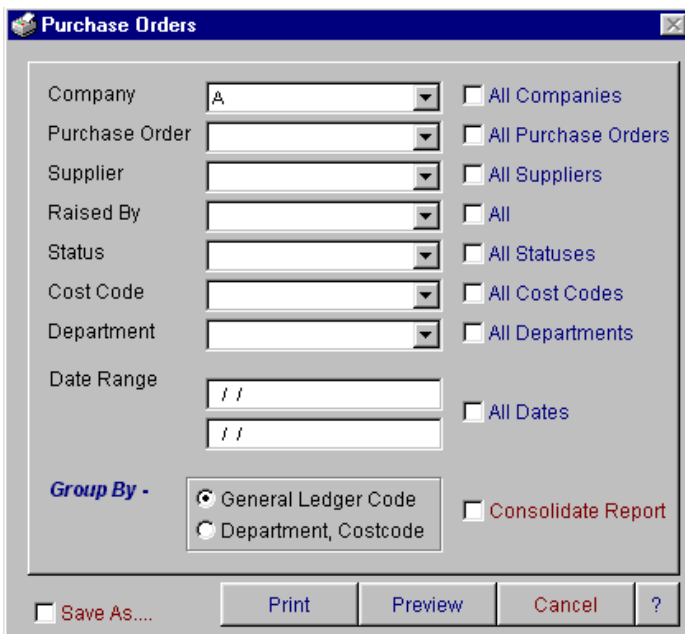 Purchase Orders
Company A All Companies
Purchase Order All Purchase Orders
Supplier All Suppliers
Raised By All
Status All Statuses
Cost Code All Cost Codes
Department All Departments
Date Range / /
All Dates
/ /
Group By - General Ledger Code
Consolidate Report
Department, Costcode
Save As.... Print Preview Cancel ?